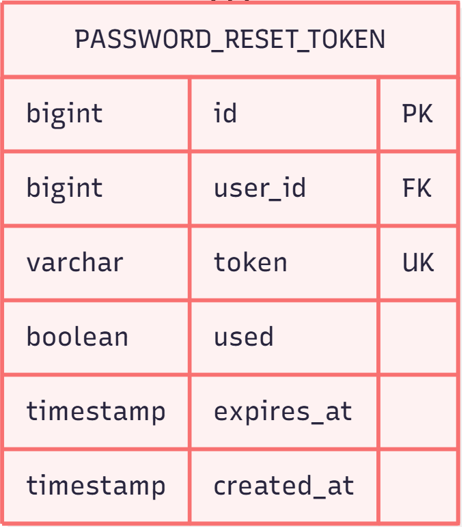 PASSWORD_RESET_TOKEN
bigint id PK
bigint user_id FK
varchar token UK
boolean used
timestamp expires_at
timestamp created_at